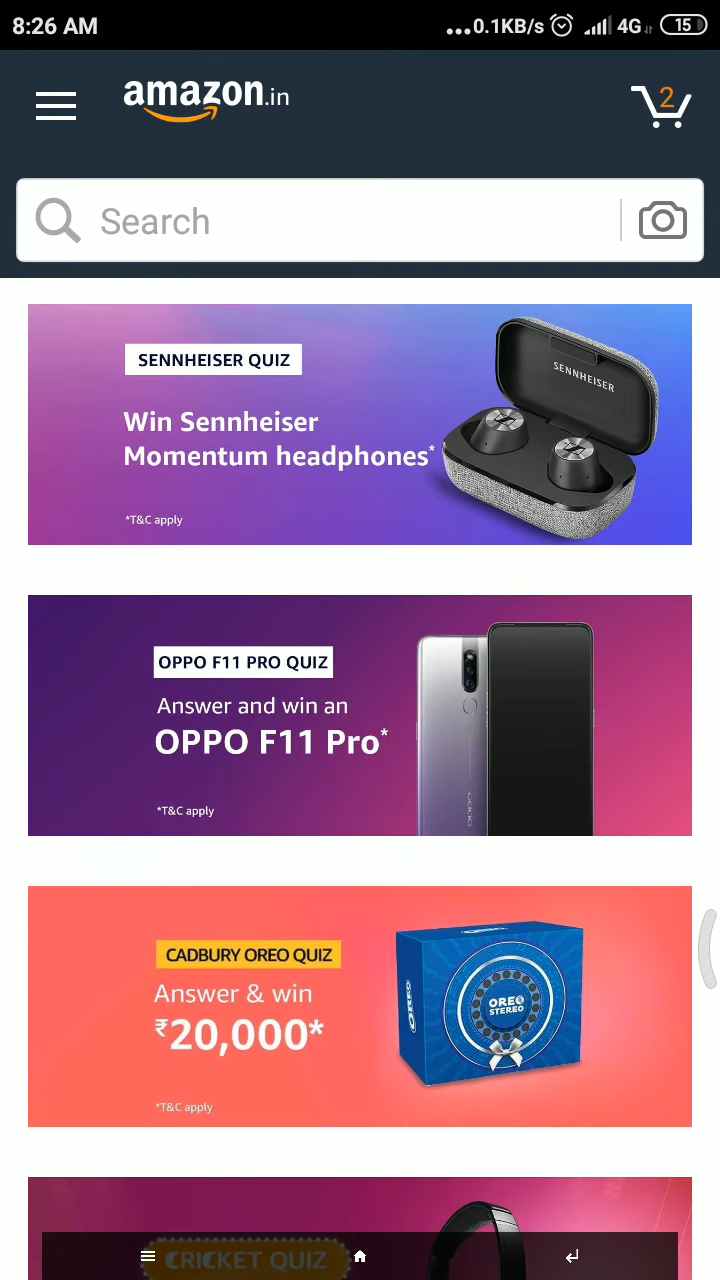 8:26 AM
...0.1KB/s 4G 15
amazon.in
2
Search
SENNHEISER QUIZ
Win Sennheiser
Momentum headphones*
*T&C apply
SENNHEISER
OPPO F11 PRO QUIZ
Answer and win an
OPPO F11 Pro*
*T&C apply
OPPO
CADBURY OREO QUIZ
Answer & win
₹20,000*
*T&C apply
OREO
OREO
STEREO
CRICKET QUIZ